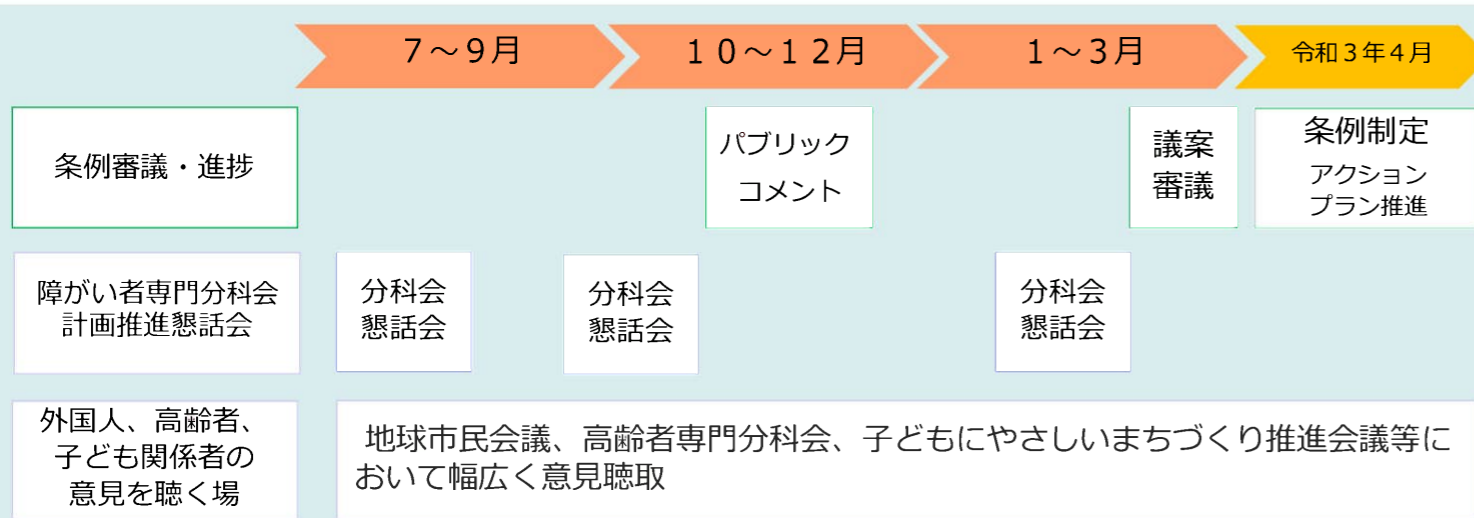 7～9月
10～12月
1～3月
令和3年4月
条例審議・進捗
パブリック
コメント
議案
審議
条例制定
アクション
プラン推進
障がい者専門分科会
計画推進懇話会
分科会
懇話会
分科会
懇話会
分科会
懇話会
外国人、高齢者、
子ども関係者の
意見を聴く場
地球市民会議、高齢者専門分科会、子どもにやさしいまちづくり推進会議等に
おいて幅広く意見聴取